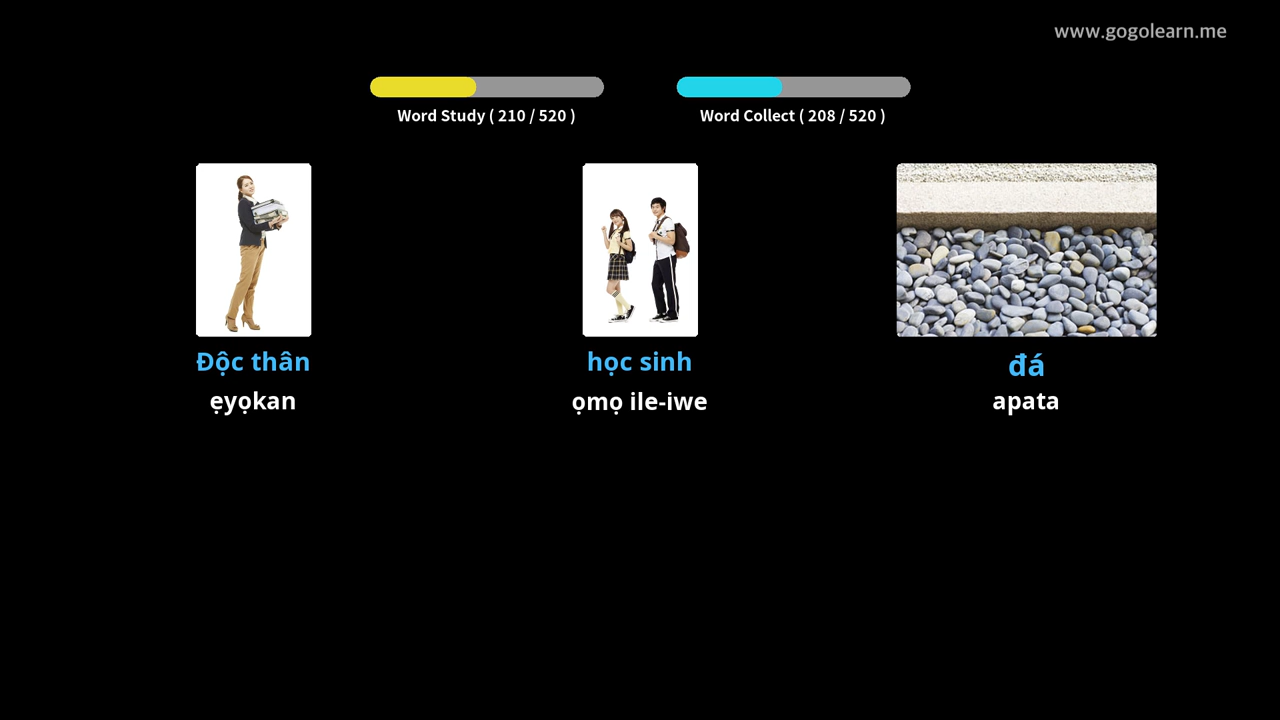 www.gogolearn.me
Word Study ( 210 / 520 )
Word Collect ( 208 / 520 )
Độc thân
học sinh
đá
ẹyọkan
ọmọ ile-iwe
apata